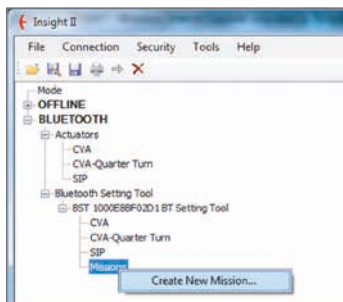 Insight II
File Connection Security Tools Help
Mode
OFFLINE
BLUETOOTH
Actuators
CVA
CVA-Quarter Turn
SIP
Bluetooth Setting Tool
BST 1000E8BF02D1 BT Setting Tool
CVA
CVA-Quarter Turn
SIP
Missions
Create New Mission...